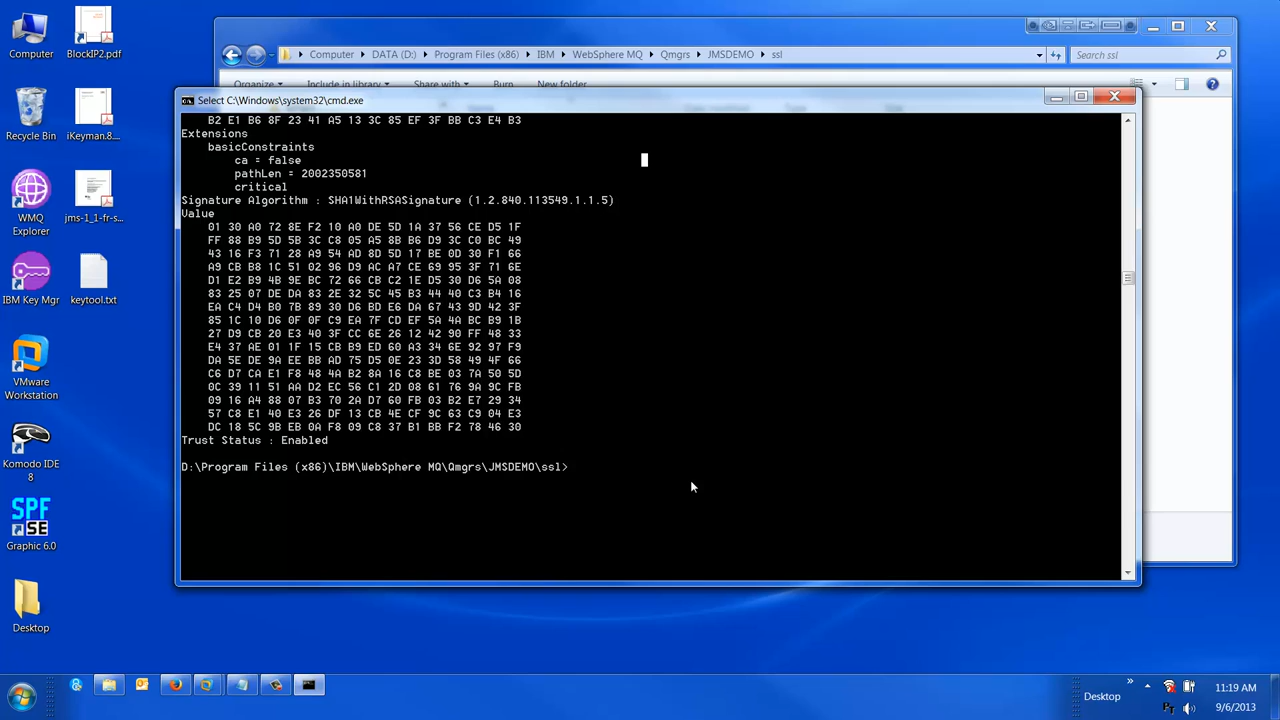 Computer
BlockIP2.pdf
Recycle Bin
iKeyman.8....
WMQ
Explorer
jms-1_1-fr-s...
IBM Key Mgr
keytool.txt
VMware
Workstation
Komodo IDE
8
SPF
SE
Graphic 6.0
Desktop
Computer DATA (D:) Program Files (x86) IBM WebSphere MQ Qmgrs JMSDEMO ssl
Search ssl
Organize Include in library Share with Burn New folder
Select C:\Windows\system32\cmd.exe
B2 E1 B6 8F 23 41 A5 13 3C 85 EF 3F BB C3 E4 B3
Extensions
basicConstraints
ca = false
pathLen = 2002350581
critical
Signature Algorithm : SHA1WithRSASignature (1.2.840.113549.1.1.5)
Value
01 30 A0 72 8E F2 10 A0 DE 5D 1A 37 56 CE D5 1F
FF 88 B9 5D 5B 3C C8 05 A5 8B B6 D9 3C C0 BC 49
43 16 F3 71 28 A9 54 AD 8D 5D 17 BE 0D 30 F1 66
A9 CB B8 1C 51 02 96 D9 AC A7 CE 69 95 3F 71 6E
D1 E2 B7 4B 9E BC 72 66 CB C2 1E D5 30 D6 5A 08
83 25 07 DE DA 83 2E 32 5C 45 B3 44 40 C3 B4 16
EA C4 D4 B0 7B 89 30 D6 BD E6 DA 67 43 9D 42 3F
85 1C 10 D6 0F 0F C9 EA 7F CD EF 5A 4A BC B9 1B
27 D9 CB 20 E3 40 3F CC 6E 26 12 42 90 FF 48 33
E4 37 AE 01 1F 15 CB B9 ED 60 A3 34 6E 92 97 F9
DA 5E DE 9A EE BB AD 75 D5 0E 23 3D 58 49 4F 66
C6 D7 CA E1 F8 48 4A B2 8A 16 C8 BE 03 7A 50 5D
0C 39 11 51 AA D2 EC 56 C1 2D 08 61 76 9A 9C FB
09 16 A4 88 07 B3 70 2A D7 60 FB 03 B2 E7 29 34
57 C8 E1 40 E3 26 DF 13 CB 4E CF 9C 63 C9 04 E3
DC 18 5C 9B EB 0A F8 09 C8 37 B1 BB F2 78 46 30
Trust Status : Enabled
D:\Program Files (x86)\IBM\WebSphere MQ\Qmgrs\JMSDEMO\ssl>
Desktop
11:19 AM
9/6/2013